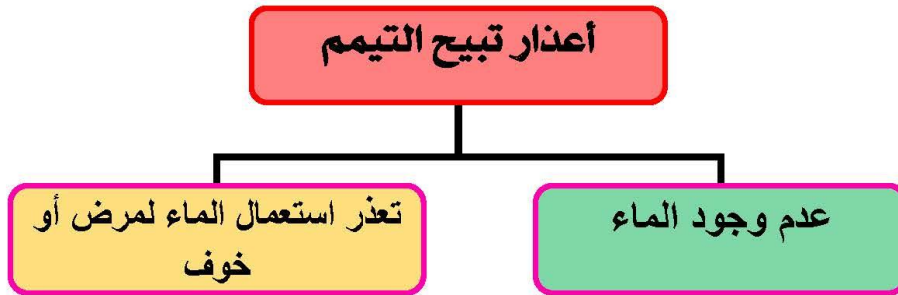 أعذار تبيح التيمم
عدم وجود الماء
تعذر استعمال الماء لمرض أو
خوف